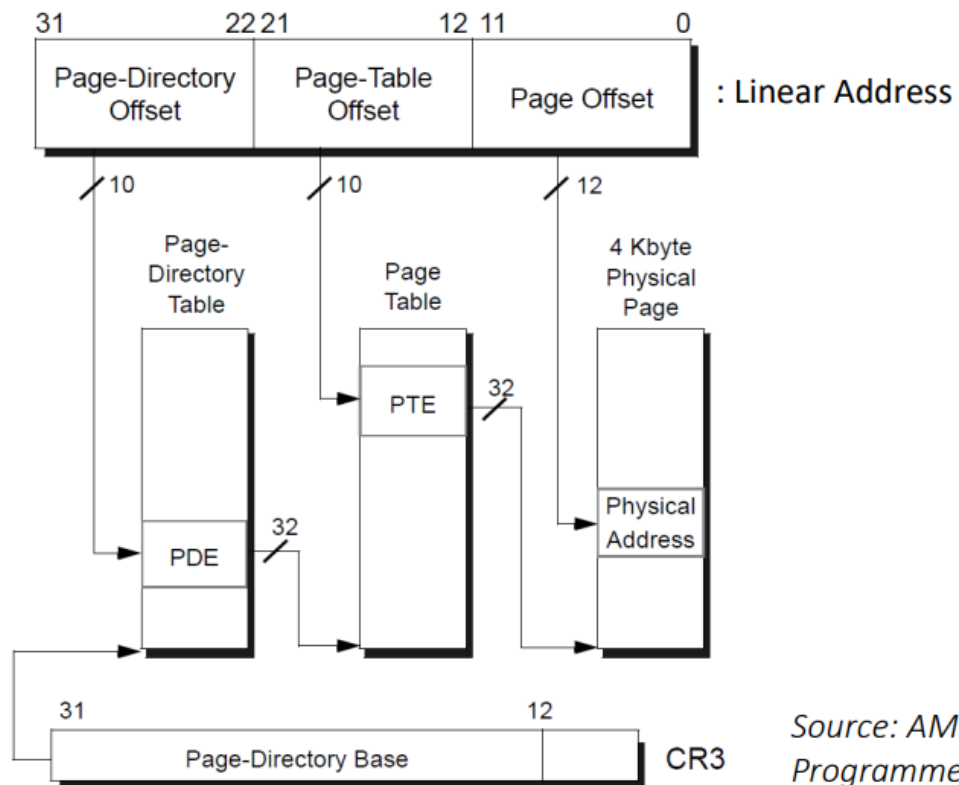 31 22 21 12 11 0
Page-Directory
Offset
Page-Table
Offset
Page Offset
: Linear Address
10 10 12
Page-
Directory
Table
Page
Table
4 Kbyte
Physical
Page
PTE
32
Physical
Address
PDE
32
31 12
Page-Directory Base
CR3
Source: AM
Programme